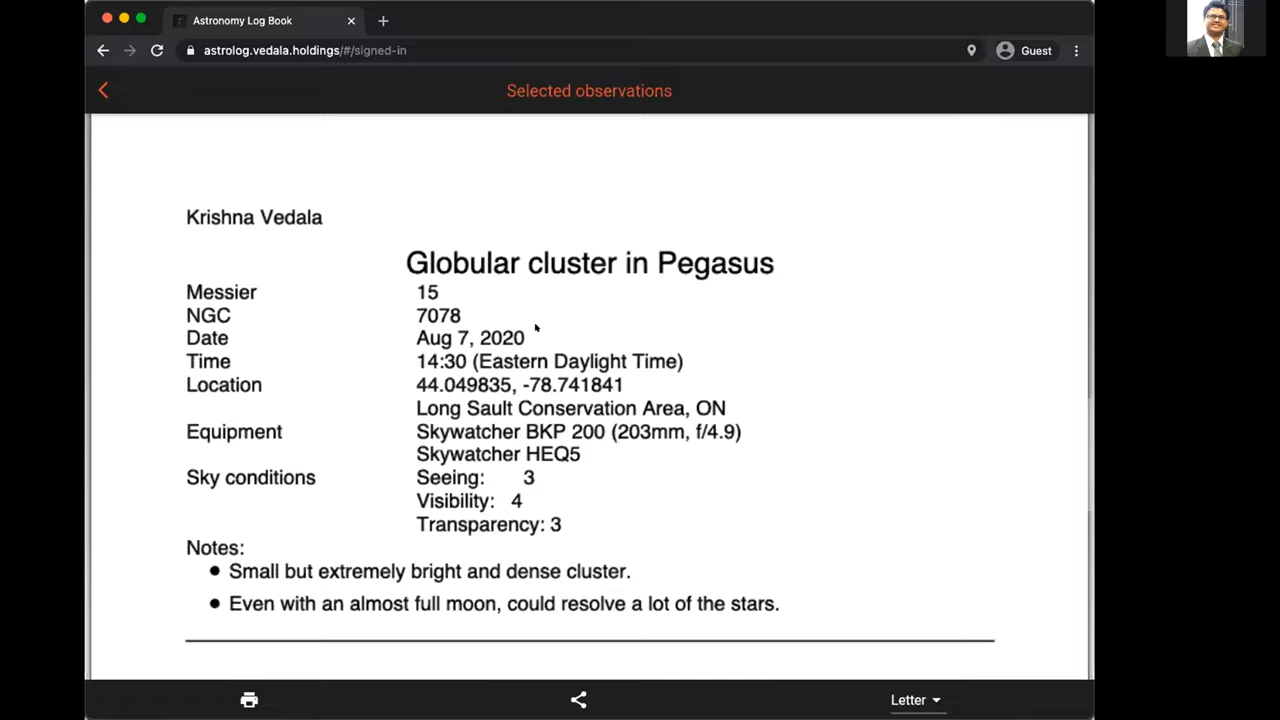 Astronomy Log Book
astrolog.vedala.holdings/#/signed-in
Guest
Selected observations
Krishna Vedala
Globular cluster in Pegasus
Messier 15
NGC 7078
Date Aug 7, 2020
Time 14:30 (Eastern Daylight Time)
Location 44.049835, -78.741841
Long Sault Conservation Area, ON
Equipment Skywatcher BKP 200 (203mm, f/4.9)
Skywatcher HEQ5
Sky conditions Seeing: 3
Visibility: 4
Transparency: 3
Notes:
Small but extremely bright and dense cluster.
Even with an almost full moon, could resolve a lot of the stars.
Letter